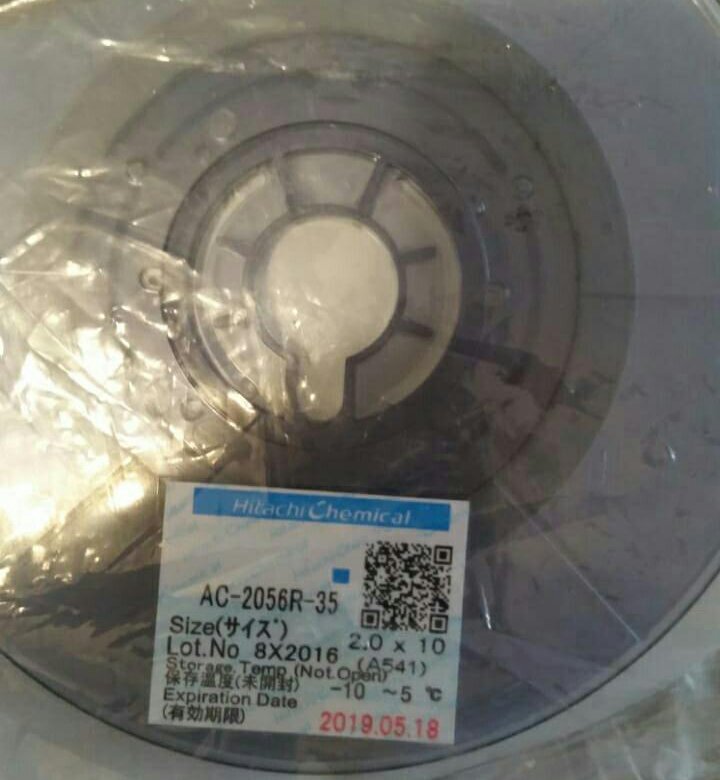 Hitachi Chemical
AC-2056R-35
Size(サイズ) 2.0 x 10
Lot.No 8X2016 (A541)
Storage.Temp (Not.Open)
保存温度(未開封) -10 ~5 ℃
Expiration Date
(有効期限) 2019.05.18